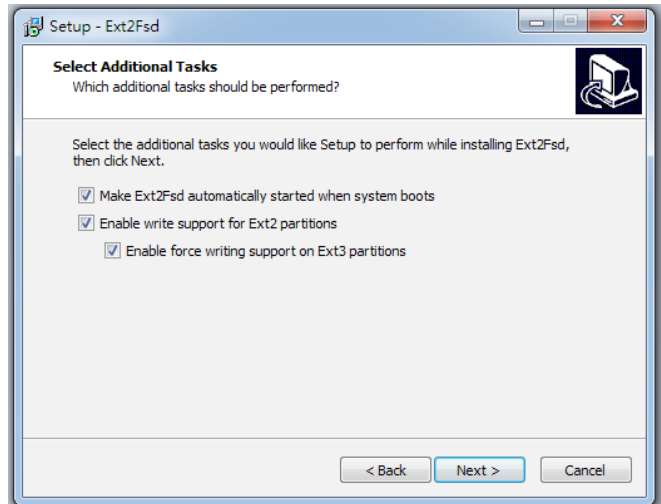 Setup - Ext2Fsd
Select Additional Tasks
Which additional tasks should be performed?
Select the additional tasks you would like Setup to perform while installing Ext2Fsd,
then click Next.
Make Ext2Fsd automatically started when system boots
Enable write support for Ext2 partitions
Enable force writing support on Ext3 partitions
< Back
Next >
Cancel